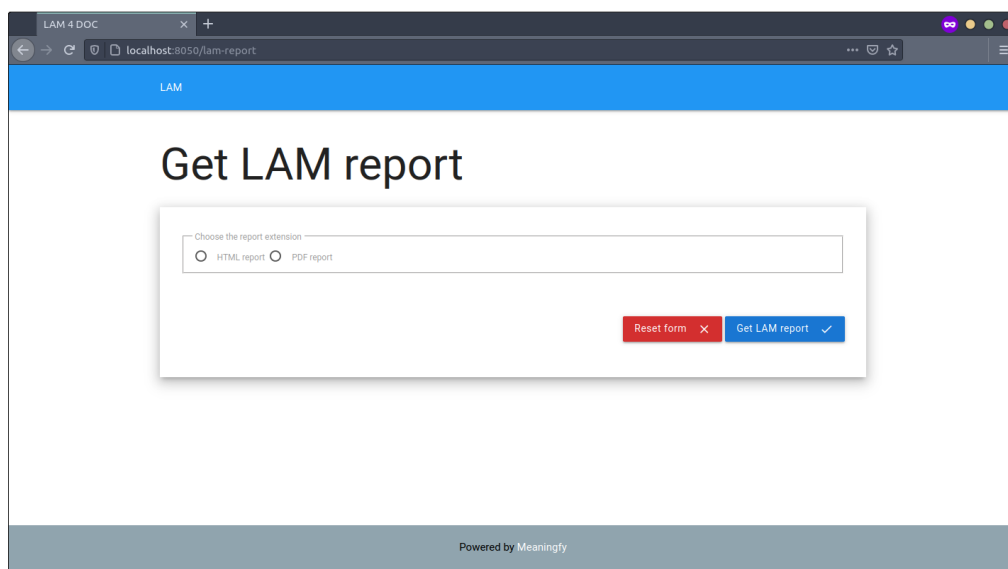 LAM 4 DOC
localhost:8050/lam-report
LAM
Get LAM report
Choose the report extension
HTML report PDF report
Reset form Get LAM report
Powered by Meaningfy